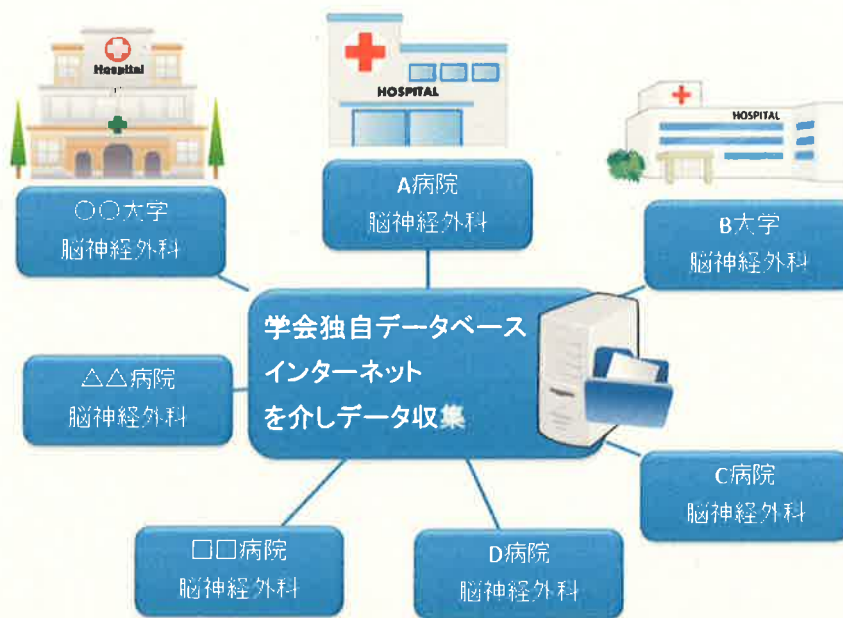 Hospital
HOSPITAL
HOSPITAL
○○大学
脳神経外科
A病院
脳神経外科
B大学
脳神経外科
学会独自データベース
インターネット
を介しデータ収集
△△病院
脳神経外科
C病院
脳神経外科
□□病院
脳神経外科
D病院
脳神経外科